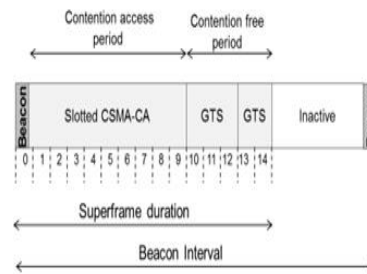 Contention access
period
Contention free
period
Beacon
Slotted CSMA-CA
GTS
GTS
Inactive
0 1 2 3 4 5 6 7 8 9 10 11 12 13 14
Superframe duration
Beacon Interval